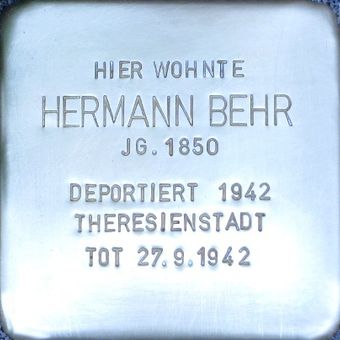 HIER WOHNTE
HERMANN BEHR
JG. 1850
DEPORTIERT 1942
THERESIENSTADT
TOT 27.9.1942